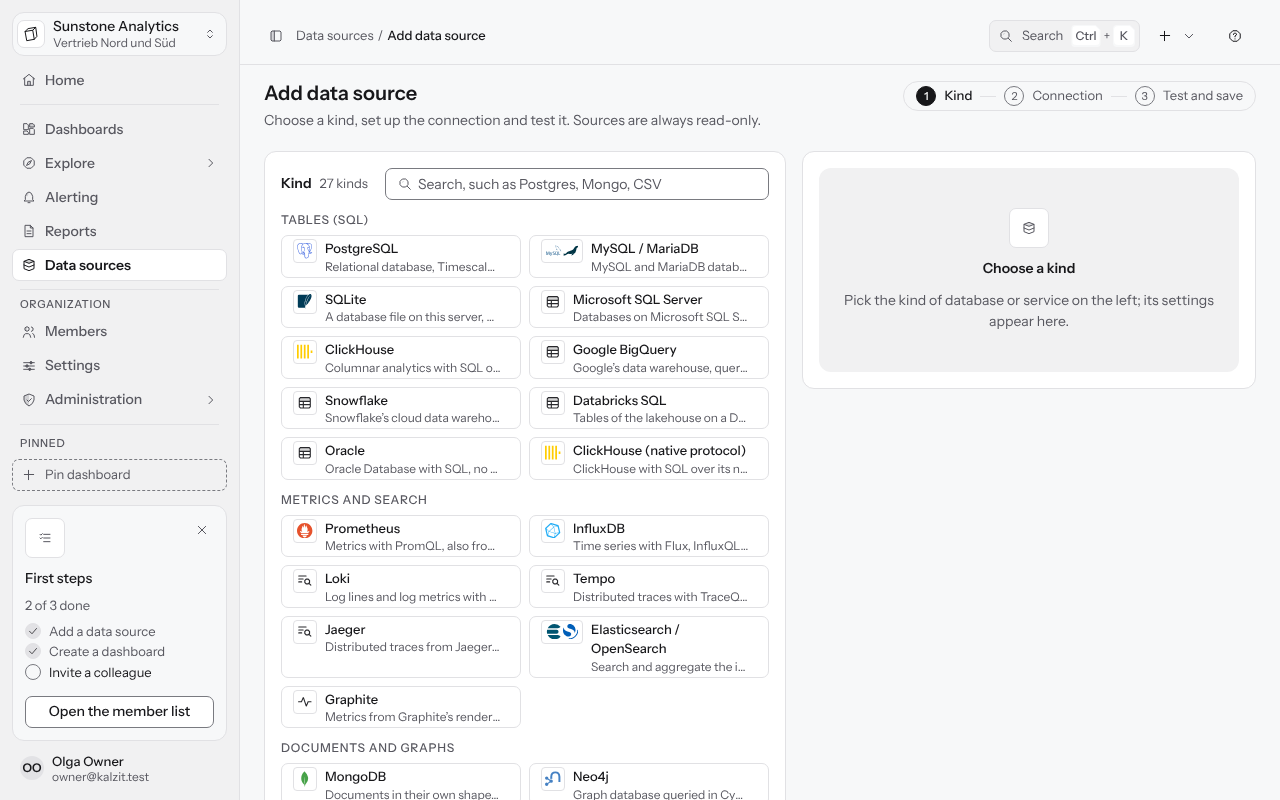 Sunstone Analytics
Vertrieb Nord und Süd
Home
Dashboards
Explore
Alerting
Reports
Data sources
ORGANIZATION
Members
Settings
Administration
PINNED
Pin dashboard
First steps
2 of 3 done
Add a data source
Create a dashboard
Invite a colleague
Open the member list
OO
Olga Owner
owner@kalzit.test
Data sources / Add data source
Search Ctrl + K
Add data source
Choose a kind, set up the connection and test it. Sources are always read-only.
1 Kind 2 Connection 3 Test and save
Kind 27 kinds
Search, such as Postgres, Mongo, CSV
TABLES (SQL)
PostgreSQL
Relational database, Timescal...
MySQL / MariaDB
MySQL and MariaDB datab...
SQLite
A database file on this server, ...
Microsoft SQL Server
Databases on Microsoft SQL S...
ClickHouse
Columnar analytics with SQL o...
Google BigQuery
Google's data warehouse, quer...
Snowflake
Snowflake's cloud data wareho...
Databricks SQL
Tables of the lakehouse on a D...
Oracle
Oracle Database with SQL, no ...
ClickHouse (native protocol)
ClickHouse with SQL over its n...
METRICS AND SEARCH
Prometheus
Metrics with PromQL, also fro...
InfluxDB
Time series with Flux, InfluxQL...
Loki
Log lines and log metrics with ...
Tempo
Distributed traces with TraceQ...
Jaeger
Distributed traces from Jaeger...
Elasticsearch /
OpenSearch
Search and aggregate the i...
Graphite
Metrics from Graphite's render...
DOCUMENTS AND GRAPHS
MongoDB
Documents in their own shape...
Neo4j
Graph database queried in Cy...
Choose a kind
Pick the kind of database or service on the left; its settings
appear here.